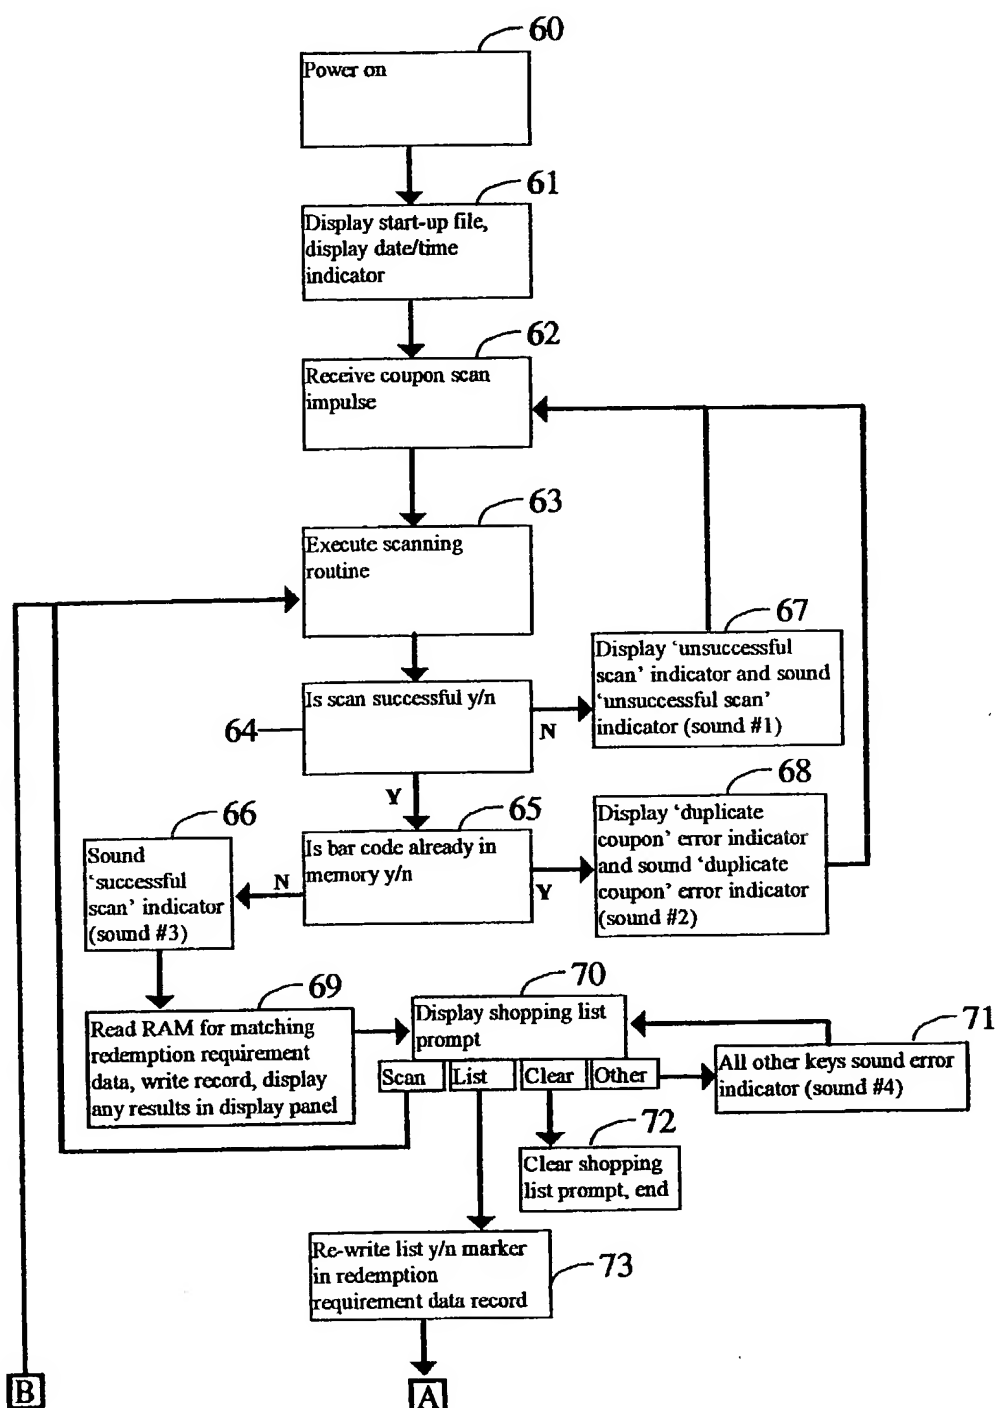 60
Power on
61
Display start-up file,
display date/time
indicator
62
Receive coupon scan
impulse
63
Execute scanning
routine
67
Display ‘unsuccessful
scan’ indicator and sound
‘unsuccessful scan’
indicator (sound #1)
Is scan successful y/n
64
N
Y
68
Display ‘duplicate
coupon’ error indicator
and sound ‘duplicate
coupon’ error indicator
(sound #2)
65
Is bar code already in
memory y/n
Y
N
66
Sound
‘successful
scan’ indicator
(sound #3)
69
Read RAM for matching
redemption requirement
data, write record, display
any results in display panel
70
Display shopping list
prompt
Scan List Clear Other
71
All other keys sound error
indicator (sound #4)
72
Clear shopping
list prompt, end
73
Re-write list y/n marker
in redemption
requirement data record
B
A